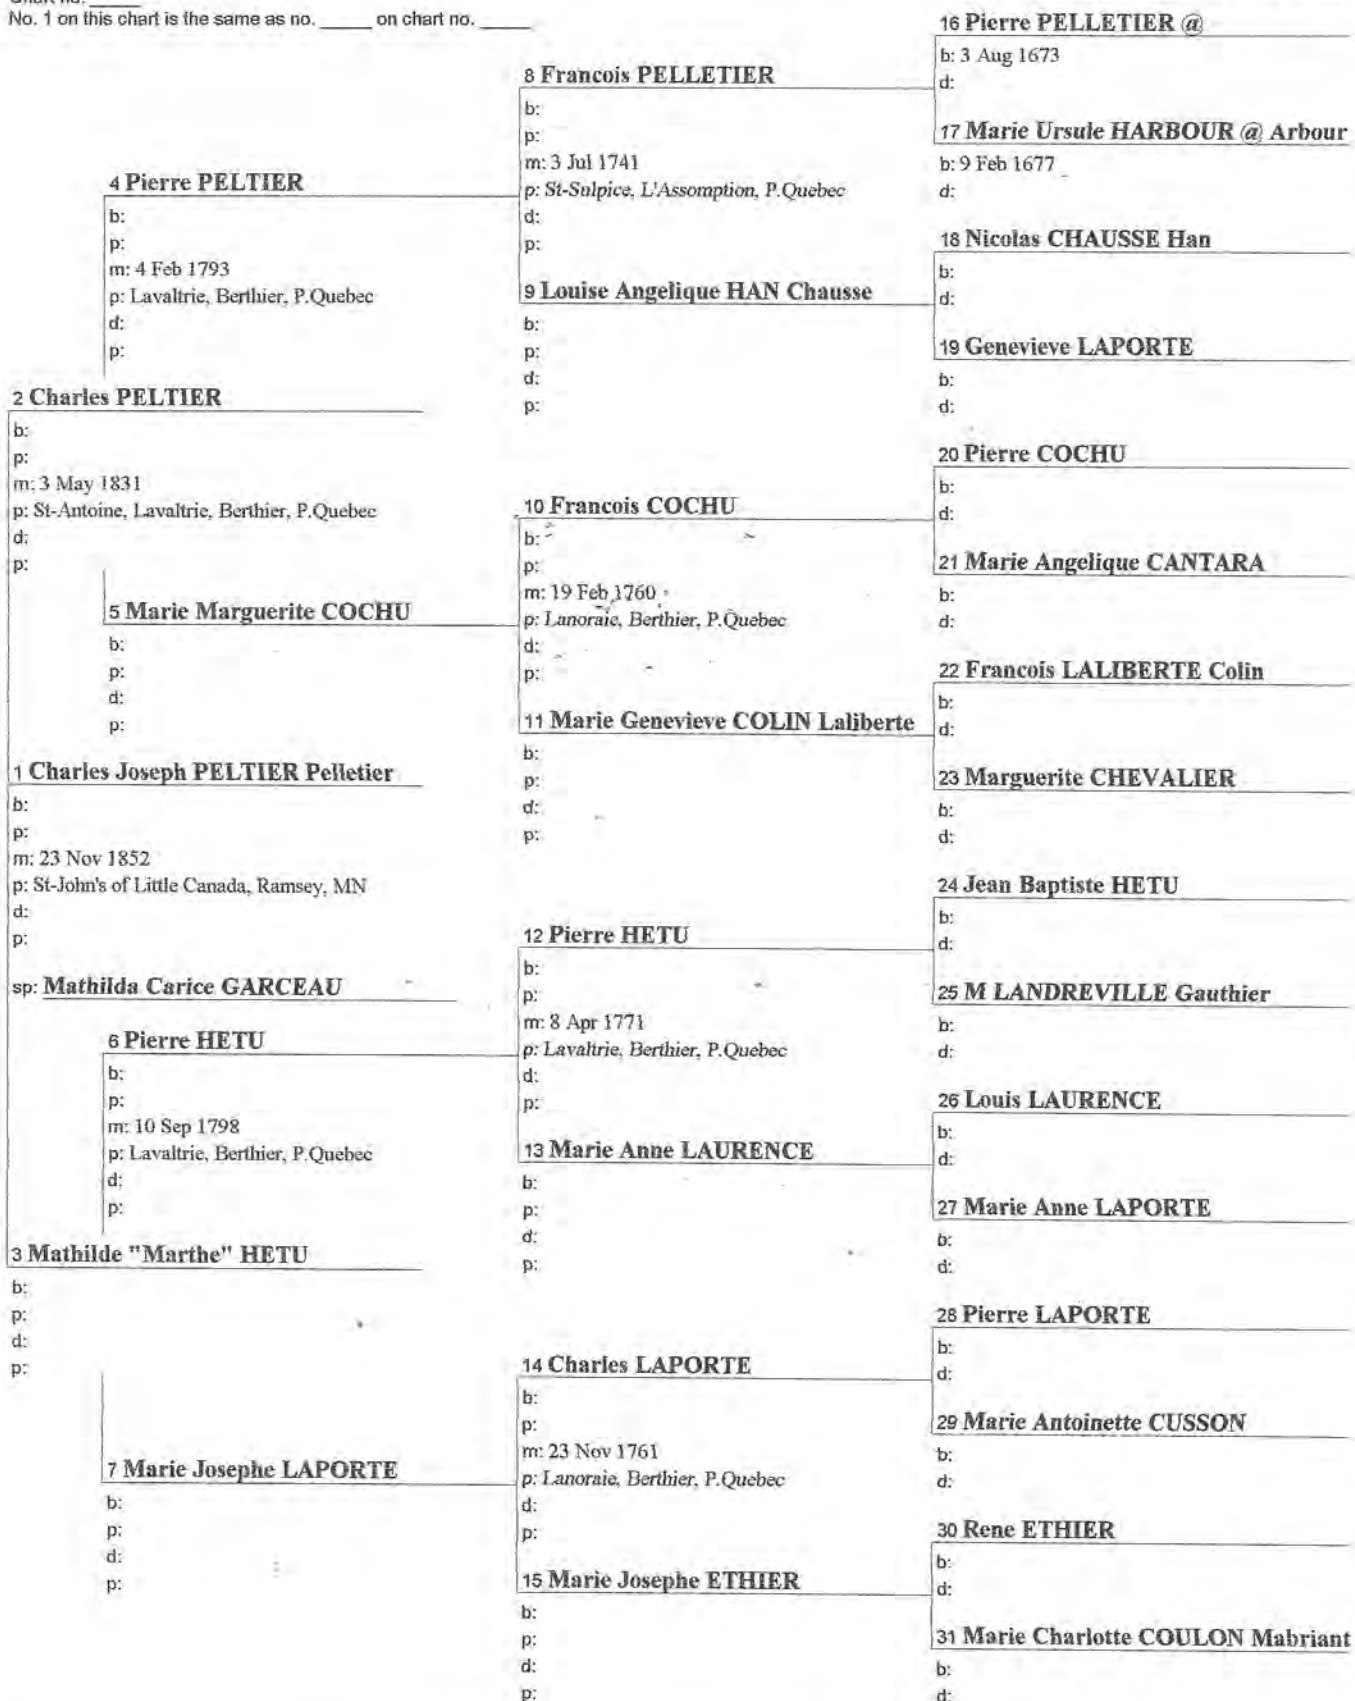 No. 1 on this chart is the same as no. _____ on chart no. _____
16 Pierre PELLETIER @
b: 3 Aug 1673
d:
8 Francois PELLETIER
b:
p:
m: 3 Jul 1741
p: St-Sulpice, L'Assomption, P.Quebec
d:
p:
17 Marie Ursule HARBOUR @ Arbour
b: 9 Feb 1677
d:
4 Pierre PELTIER
b:
p:
m: 4 Feb 1793
p: Lavaltrie, Berthier, P.Quebec
d:
p:
18 Nicolas CHAUSSE Han
b:
d:
9 Louise Angelique HAN Chausse
b:
p:
d:
p:
19 Genevieve LAPORTE
b:
d:
2 Charles PELTIER
b:
p:
m: 3 May 1831
p: St-Antoine, Lavaltrie, Berthier, P.Quebec
d:
p:
20 Pierre COCHU
b:
d:
10 Francois COCHU
b:
p:
m: 19 Feb 1760
p: Lanoraie, Berthier, P.Quebec
d:
p:
21 Marie Angelique CANTARA
b:
d:
5 Marie Marguerite COCHU
b:
p:
d:
p:
22 Francois LALIBERTE Colin
b:
d:
11 Marie Genevieve COLIN Laliberte
b:
p:
d:
p:
23 Marguerite CHEVALIER
b:
d:
1 Charles Joseph PELTIER Pelletier
b:
p:
m: 23 Nov 1852
p: St-John's of Little Canada, Ramsey, MN
d:
p:
sp: Mathilda Carice GARCEAU
24 Jean Baptiste HETU
b:
d:
12 Pierre HETU
b:
p:
m: 8 Apr 1771
p: Lavaltrie, Berthier, P.Quebec
d:
p:
25 M LANDREVILLE Gauthier
b:
d:
6 Pierre HETU
b:
p:
m: 10 Sep 1798
p: Lavaltrie, Berthier, P.Quebec
d:
p:
26 Louis LAURENCE
b:
d:
13 Marie Anne LAURENCE
b:
p:
d:
p:
27 Marie Anne LAPORTE
b:
d:
3 Mathilde "Marthe" HETU
b:
p:
d:
p:
28 Pierre LAPORTE
b:
d:
14 Charles LAPORTE
b:
p:
m: 23 Nov 1761
p: Lanoraie, Berthier, P.Quebec
d:
p:
29 Marie Antoinette CUSSON
b:
d:
7 Marie Josephe LAPORTE
b:
p:
d:
p:
30 Rene ETHIER
b:
d:
15 Marie Josephe ETHIER
b:
p:
d:
p:
31 Marie Charlotte COULON Mabriant
b:
d: